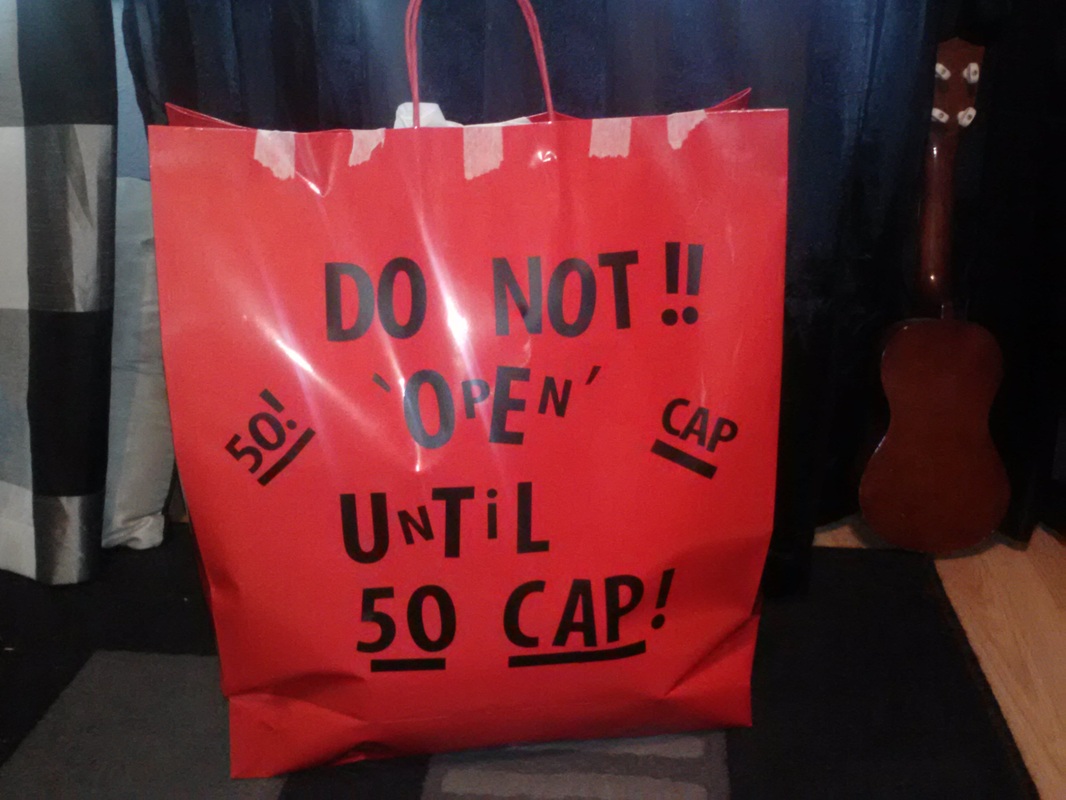 DO NOT!!
'OPEN'
50!
CAP
UNTiL
50 CAP!